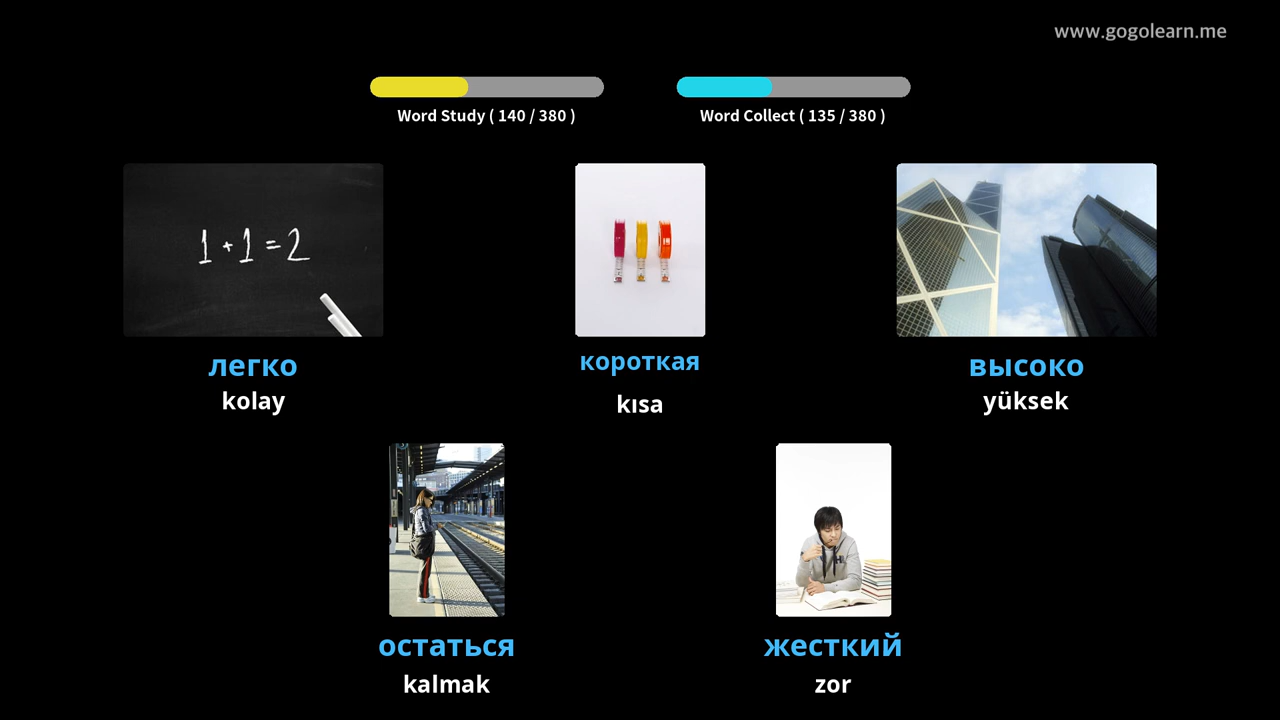 www.gogolearn.me
Word Study ( 140 / 380 )
Word Collect ( 135 / 380 )
1 + 1 = 2
легко
kolay
короткая
kısa
высоко
yüksek
остаться
kalmak
жесткий
zor